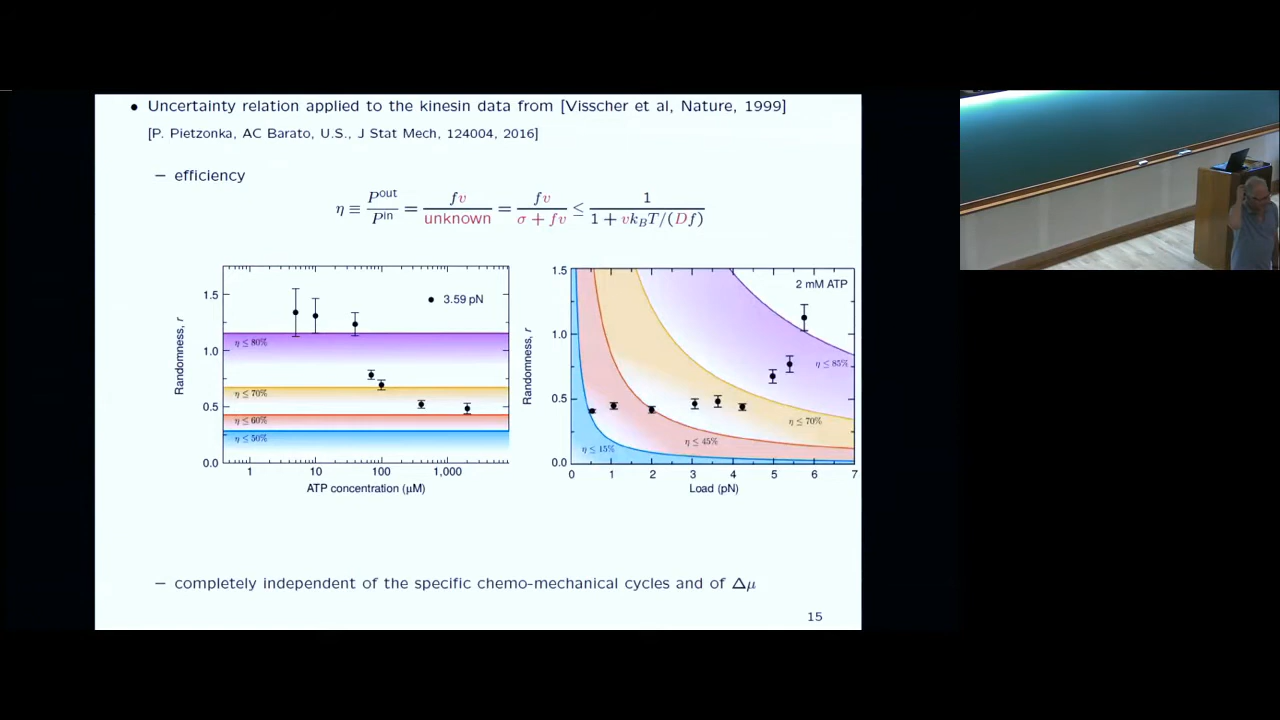 • Uncertainty relation applied to the kinesin data from [Visscher et al, Nature, 1999]
[P. Pietzonka, AC Barato, U.S., J Stat Mech, 124004, 2016]
– efficiency
η ≡ P^out/P^in = fv/unknown = fv/(σ + fv) ≤ 1/(1 + vk_BT/(Df))
Randomness, r
1.5
1.0
0.5
0.0
3.59 pN
η ≤ 80%
η ≤ 70%
η ≤ 60%
η ≤ 50%
1 10 100 1,000
ATP concentration (μM)
Randomness, r
1.5
1.0
0.5
0.0
2 mM ATP
η ≤ 85%
η ≤ 70%
η ≤ 45%
η ≤ 15%
0 1 2 3 4 5 6 7
Load (pN)
– completely independent of the specific chemo-mechanical cycles and of Δμ
15